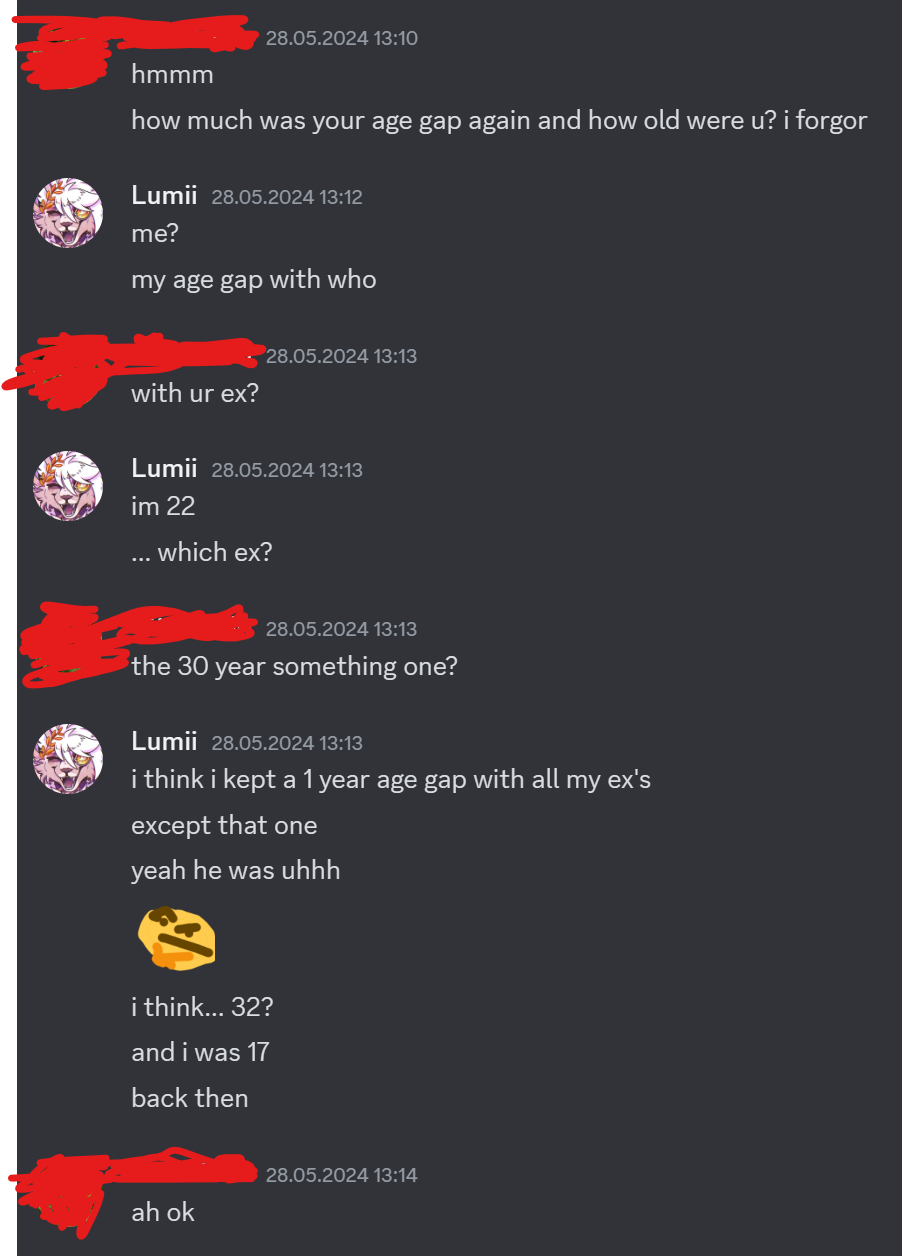 28.05.2024 13:10
hmmm
how much was your age gap again and how old were u? i forgor
Lumii 28.05.2024 13:12
me?
my age gap with who
28.05.2024 13:13
with ur ex?
Lumii 28.05.2024 13:13
im 22
... which ex?
28.05.2024 13:13
the 30 year something one?
Lumii 28.05.2024 13:13
i think i kept a 1 year age gap with all my ex's
except that one
yeah he was uhhh
i think... 32?
and i was 17
back then
28.05.2024 13:14
ah ok